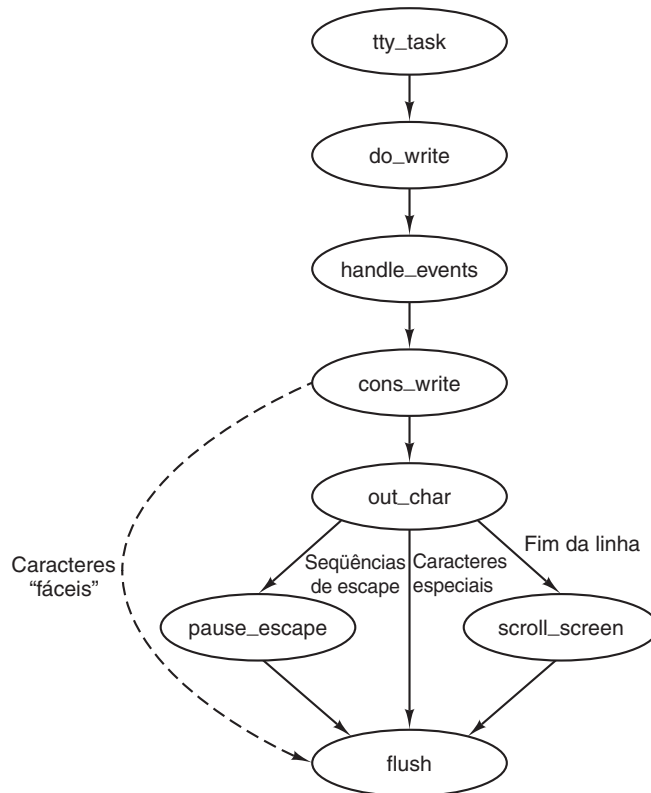 tty_task
do_write
handle_events
cons_write
out_char
Fim da linha
Seqüências
de escape
Caracteres
especiais
Caracteres
“fáceis”
pause_escape
scroll_screen
flush